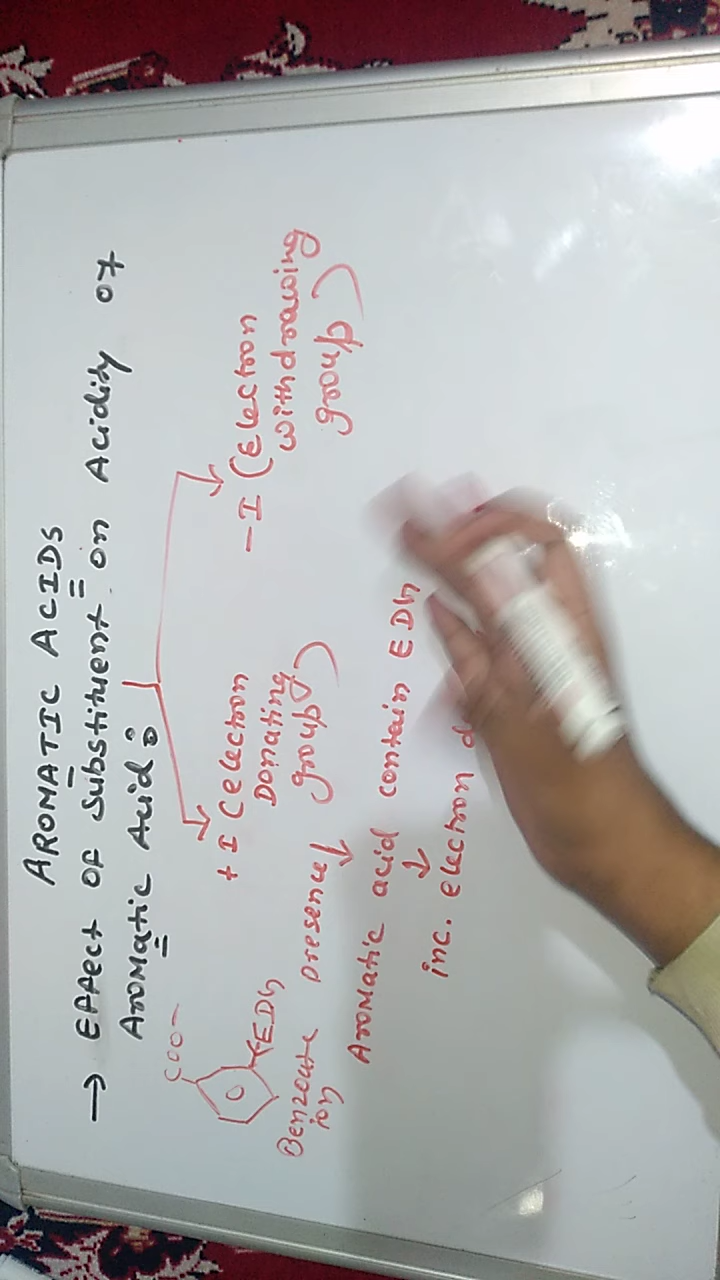 AROMATIC ACIDS
→ Effect of substituent on Acidity of
Aromatic Acid :
+ I (electron
Donating
group)
- I (Electron
withdrawing
group)
COO-
EDG
Benzoate presence
ion
Aromatic acid contain EDG
↓
inc. electron d